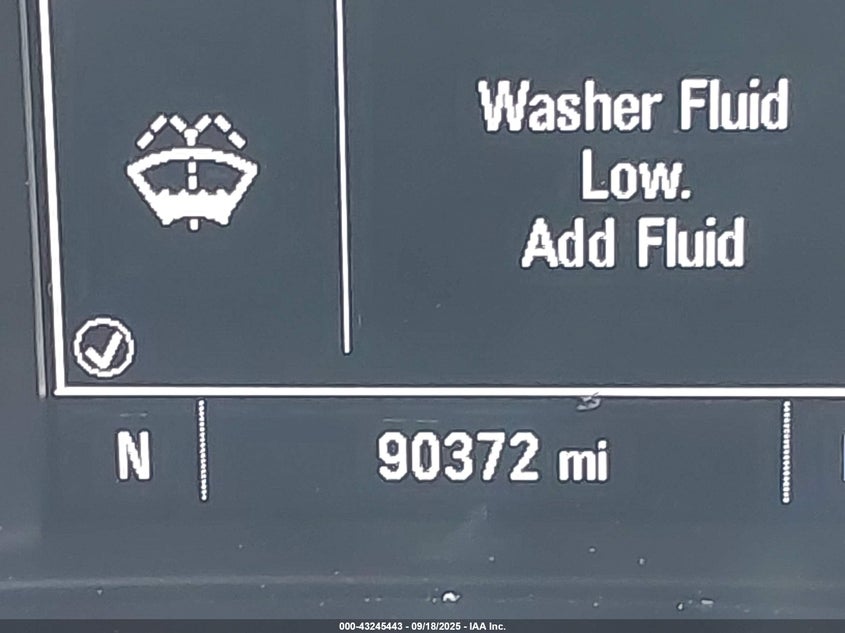 Washer Fluid
Low.
Add Fluid
N
90372 mi
000-43245443 - 09/18/2025 - IAA Inc.